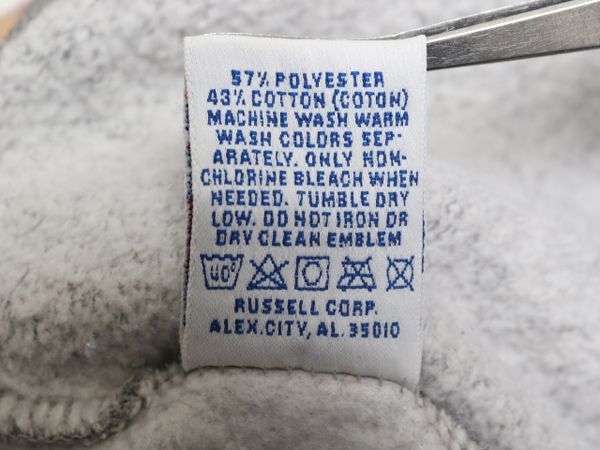 57% POLYESTER
43% COTTON (COTON)
MACHINE WASH WARM
WASH COLORS SEP-
ARATELY. ONLY NON-
CHLORINE BLEACH WHEN
NEEDED. TUMBLE DRY
LOW. DO NOT IRON OR
DRY CLEAN EMBLEM
40°
RUSSELL CORP.
ALEX.CITY, AL. 35010